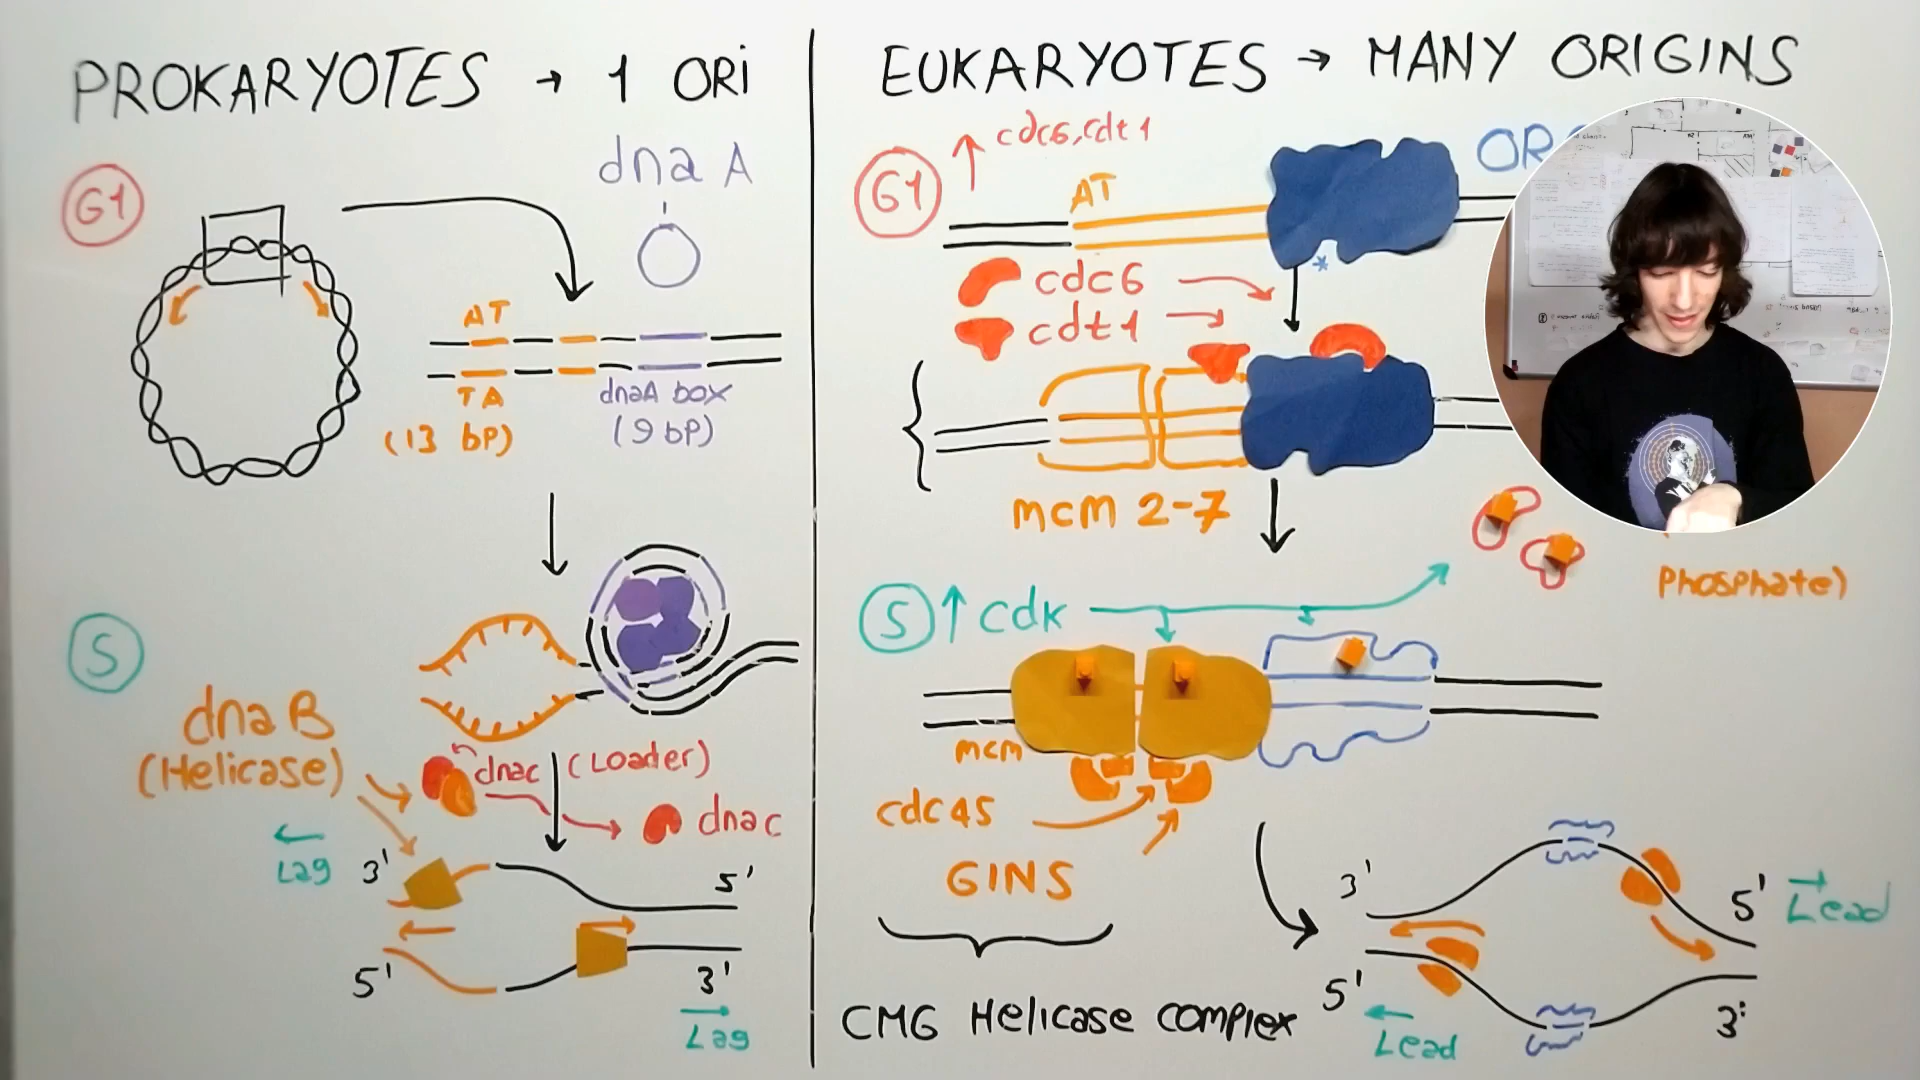 PROKARYOTES → 1 ORI
G1
dna A
AT
TA
(13 bP)
dnaA box
(9 bP)
S
dna B
(Helicase)
dnac (Loader)
dnac
Lag
3'
5'
5'
3'
Lag
EUKARYOTES → MANY ORIGINS
G1
↑ cdc6, cdt1
AT
OR
*
cdc6
cdt1
mcm 2-7
S ↑ cdk
Phosphate)
mcm
cdc45
GINS
CMG Helicase complex
3'
5'
5'
3'
Lead
Lead